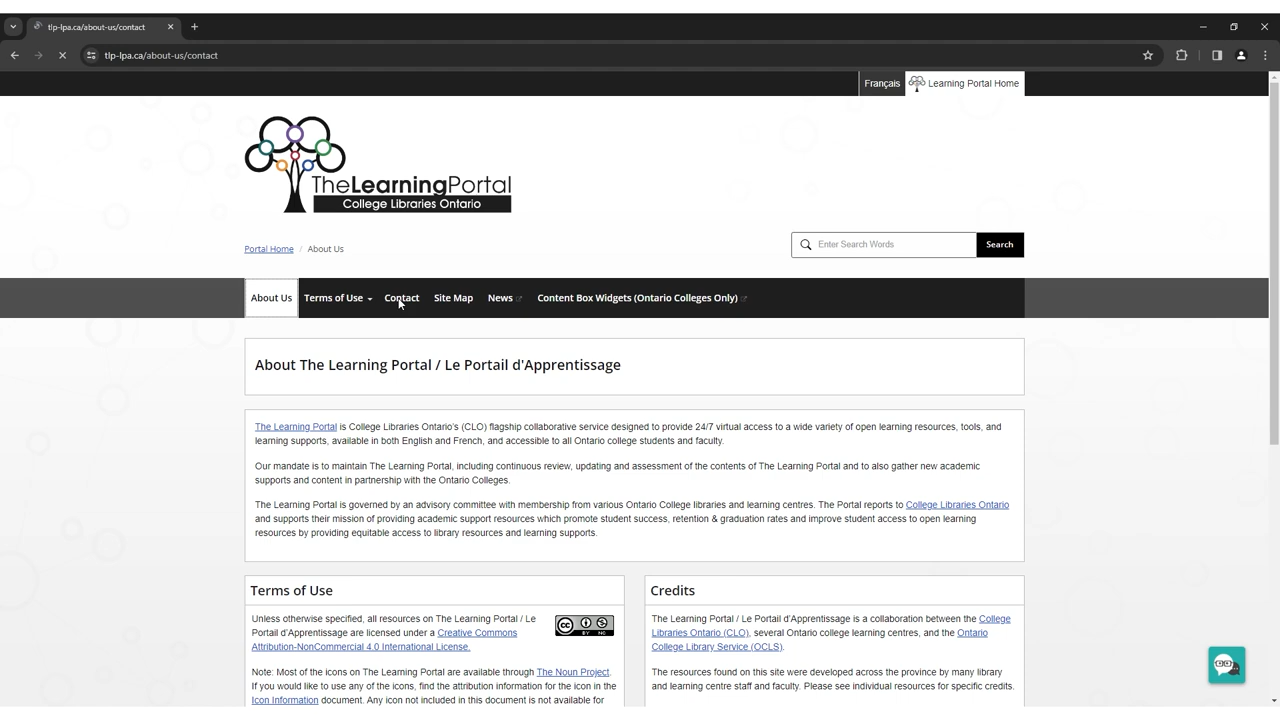 tlp-lpa.ca/about-us/contact
tlp-lpa.ca/about-us/contact
Français
Learning Portal Home
TheLearningPortal
College Libraries Ontario
Portal Home / About Us
Enter Search Words
Search
About Us
Terms of Use
Contact
Site Map
News
Content Box Widgets (Ontario Colleges Only)
About The Learning Portal / Le Portail d'Apprentissage
The Learning Portal is College Libraries Ontario's (CLO) flagship collaborative service designed to provide 24/7 virtual access to a wide variety of open learning resources, tools, and
learning supports, available in both English and French, and accessible to all Ontario college students and faculty.
Our mandate is to maintain The Learning Portal, including continuous review, updating and assessment of the contents of The Learning Portal and to also gather new academic
supports and content in partnership with the Ontario Colleges.
The Learning Portal is governed by an advisory committee with membership from various Ontario College libraries and learning centres. The Portal reports to College Libraries Ontario
and supports their mission of providing academic support resources which promote student success, retention & graduation rates and improve student access to open learning
resources by providing equitable access to library resources and learning supports.
Terms of Use
Unless otherwise specified, all resources on The Learning Portal / Le
Portail d'Apprentissage are licensed under a Creative Commons
Attribution-NonCommercial 4.0 International License.
cc BY NC
Note: Most of the icons on The Learning Portal are available through The Noun Project.
If you would like to use any of the icons, find the attribution information for the icon in the
Icon Information document. Any icon not included in this document is not available for
Credits
The Learning Portal / Le Portail d'Apprentissage is a collaboration between the College
Libraries Ontario (CLO), several Ontario college learning centres, and the Ontario
College Library Service (OCLS).
The resources found on this site were developed across the province by many library
and learning centre staff and faculty. Please see individual resources for specific credits.